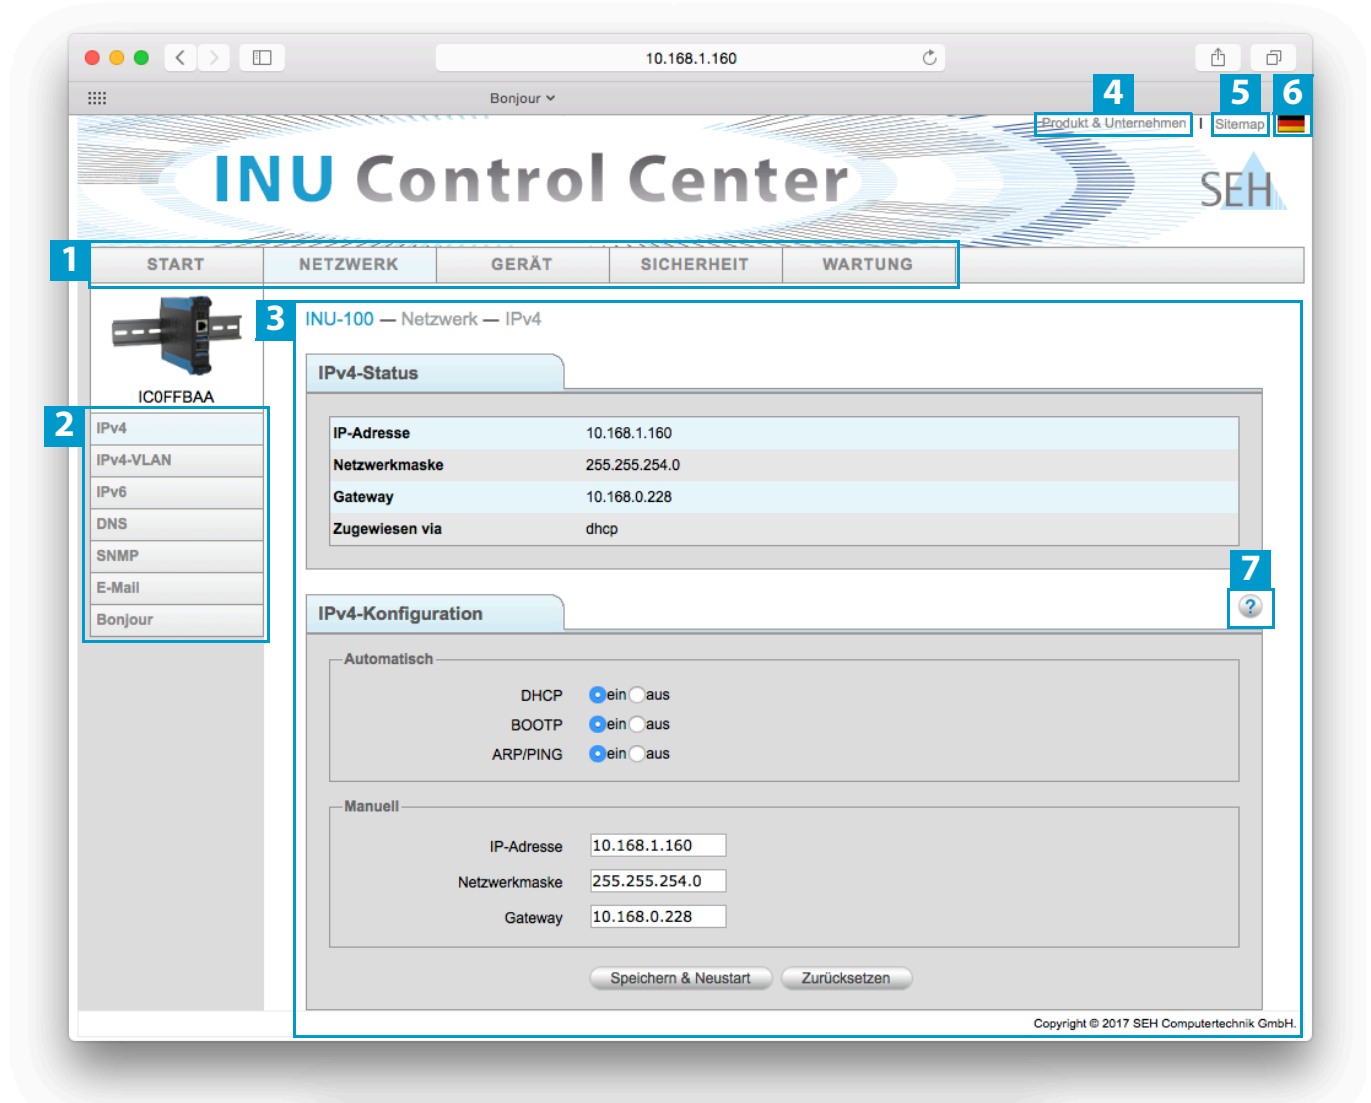 10.168.1.160
Bonjour
4
5
6
Produkt & Unternehmen | Sitemap
INU Control Center
SEH
1
START NETZWERK GERÄT SICHERHEIT WARTUNG
3
INU-100 — Netzwerk — IPv4
IC0FFBAA
2
IPv4
IPv4-VLAN
IPv6
DNS
SNMP
E-Mail
Bonjour
IPv4-Status
IP-Adresse 10.168.1.160
Netzwerkmaske 255.255.254.0
Gateway 10.168.0.228
Zugewiesen via dhcp
7
?
IPv4-Konfiguration
Automatisch
DHCP ein aus
BOOTP ein aus
ARP/PING ein aus
Manuell
IP-Adresse 10.168.1.160
Netzwerkmaske 255.255.254.0
Gateway 10.168.0.228
Speichern & Neustart Zurücksetzen
Copyright © 2017 SEH Computertechnik GmbH.